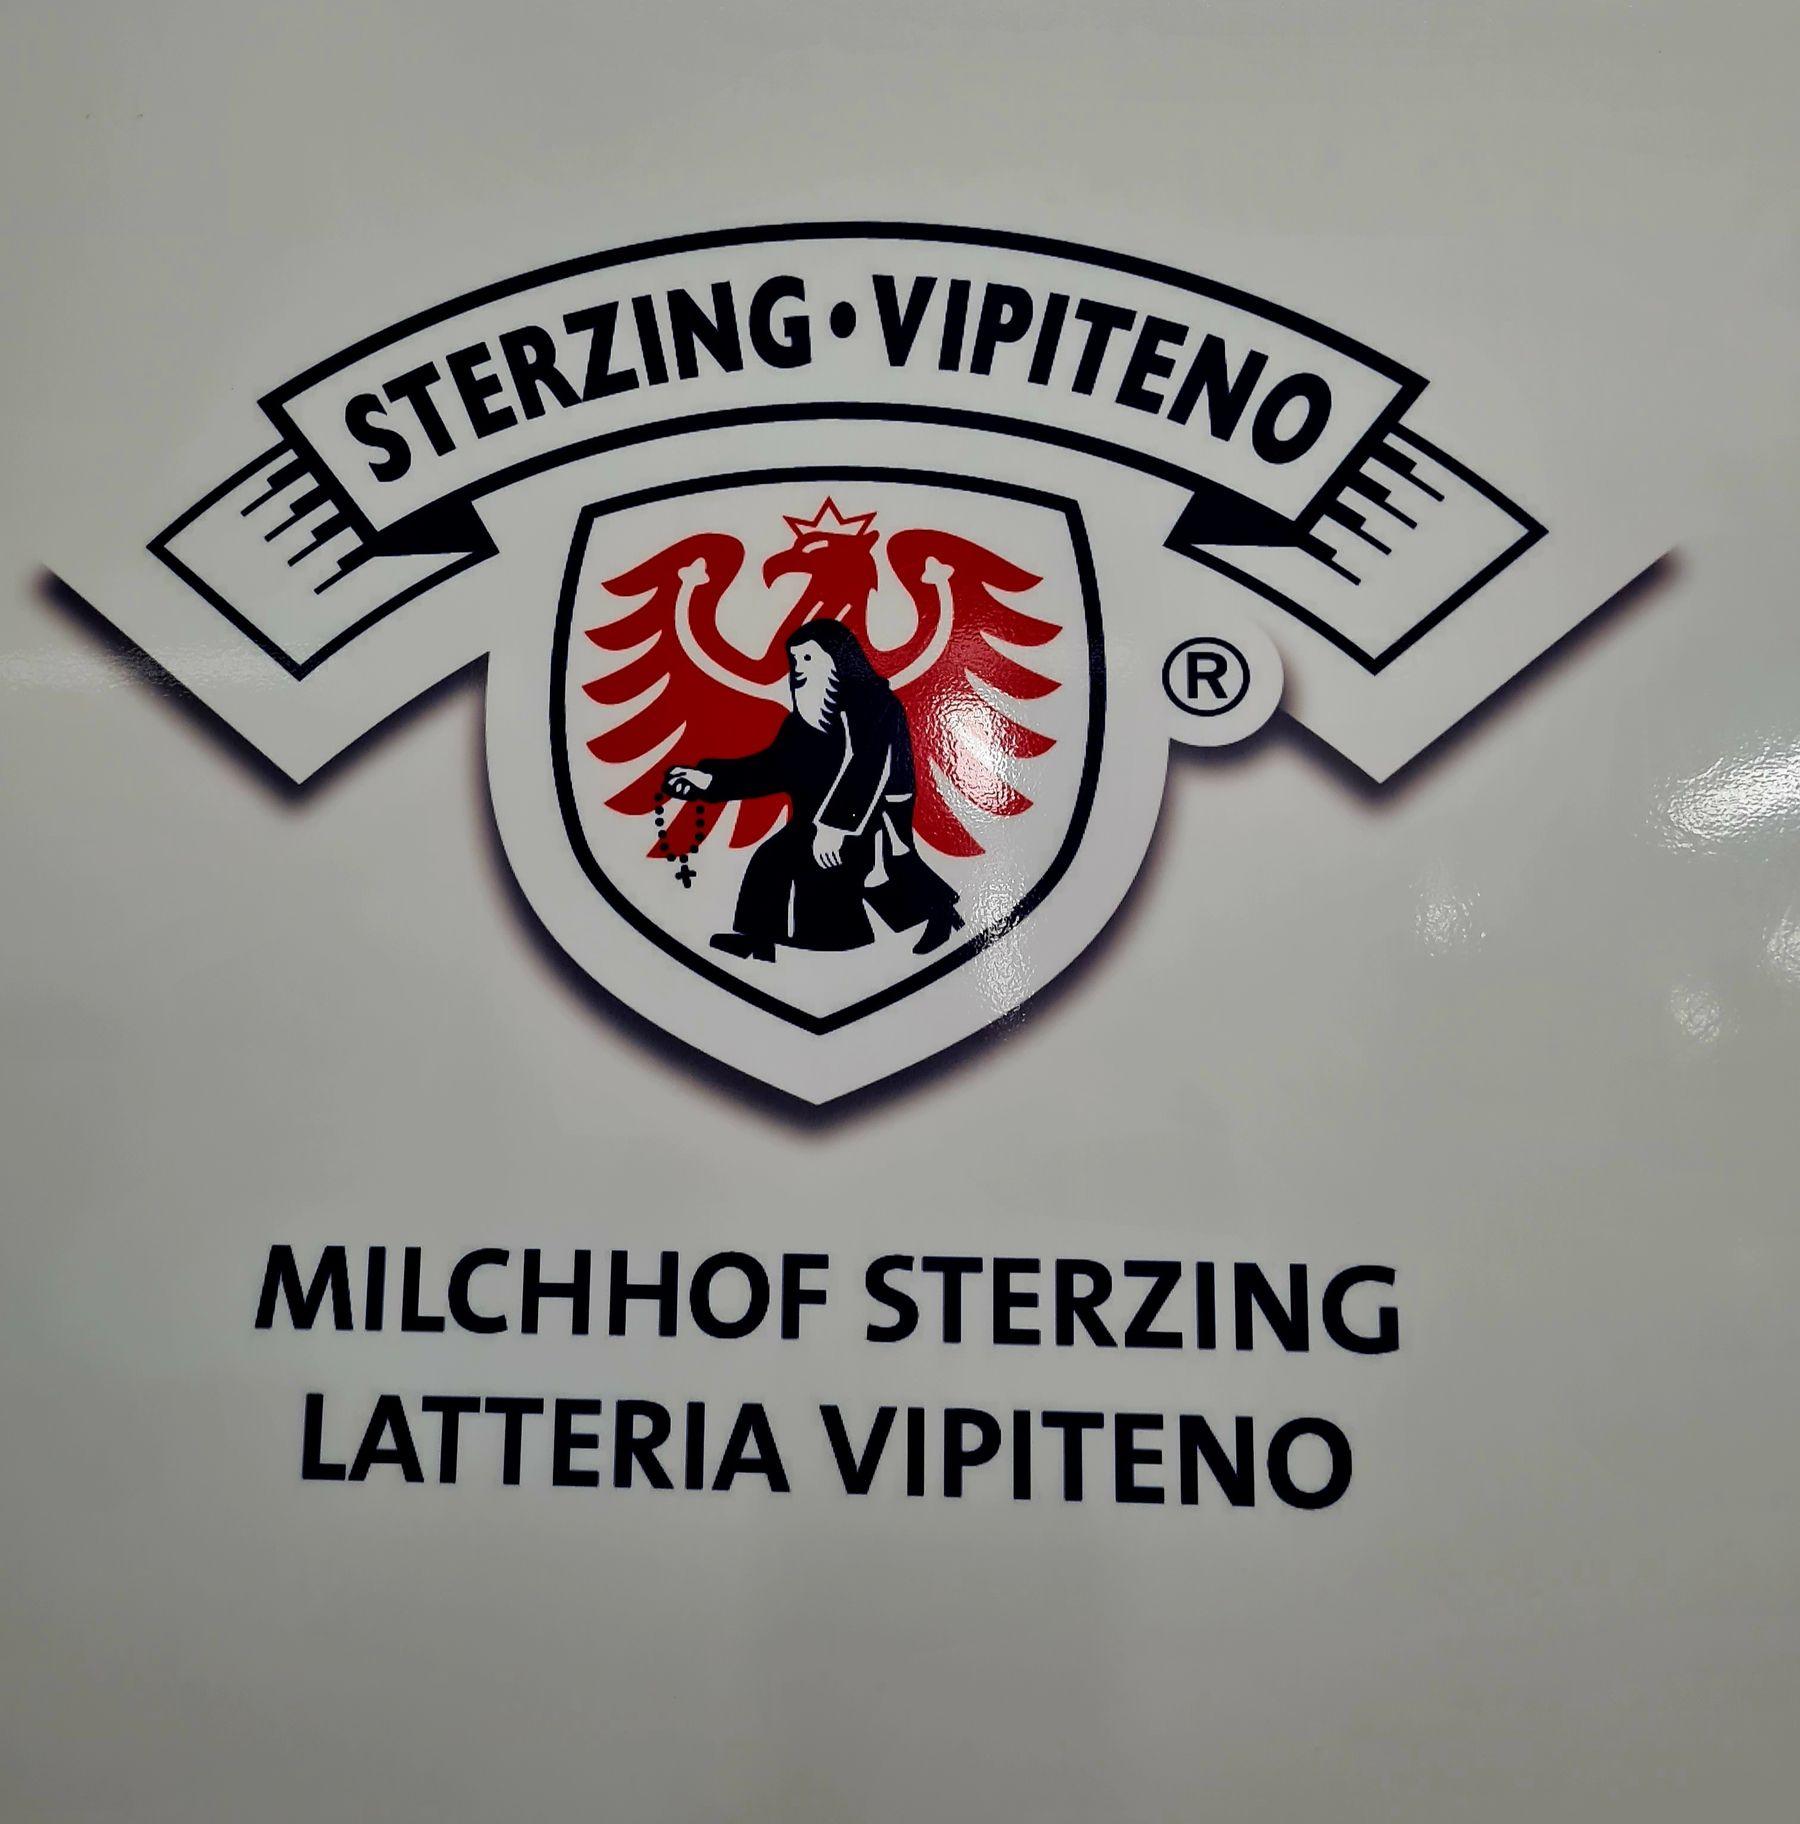 STERZING•VIPITENO
®
MILCHHOF STERZING
LATTERIA VIPITENO